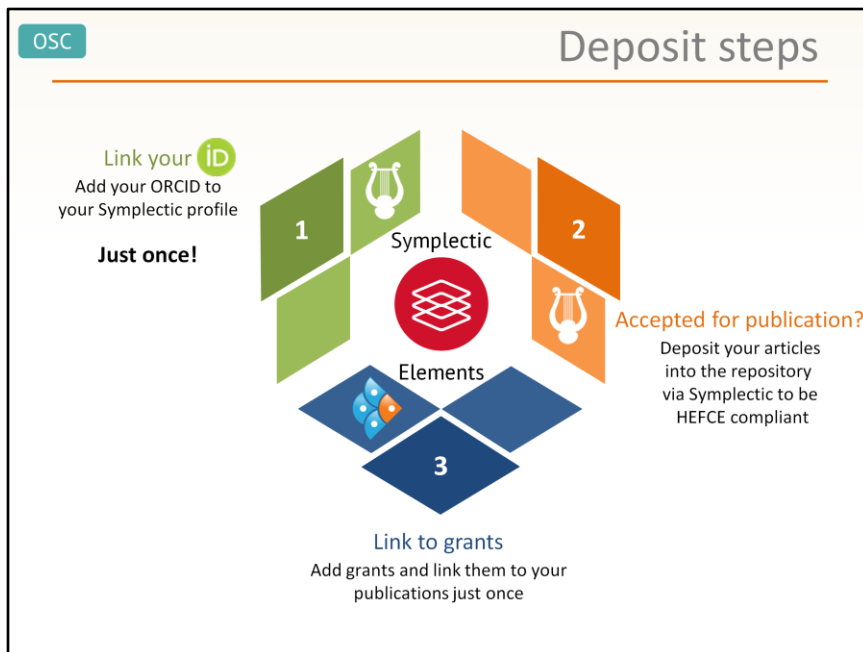 OSC
Deposit steps
Link your iD
Add your ORCID to
your Symplectic profile
Just once!
1
Symplectic
Elements
2
Accepted for publication?
Deposit your articles
into the repository
via Symplectic to be
HEFCE compliant
3
Link to grants
Add grants and link them to your
publications just once